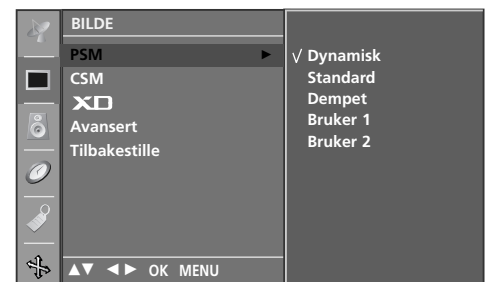 BILDE
PSM ►
CSM
XD
Avansert
Tilbakestille
▲▼ ◄► OK MENU
√ Dynamisk
Standard
Dempet
Bruker 1
Bruker 2